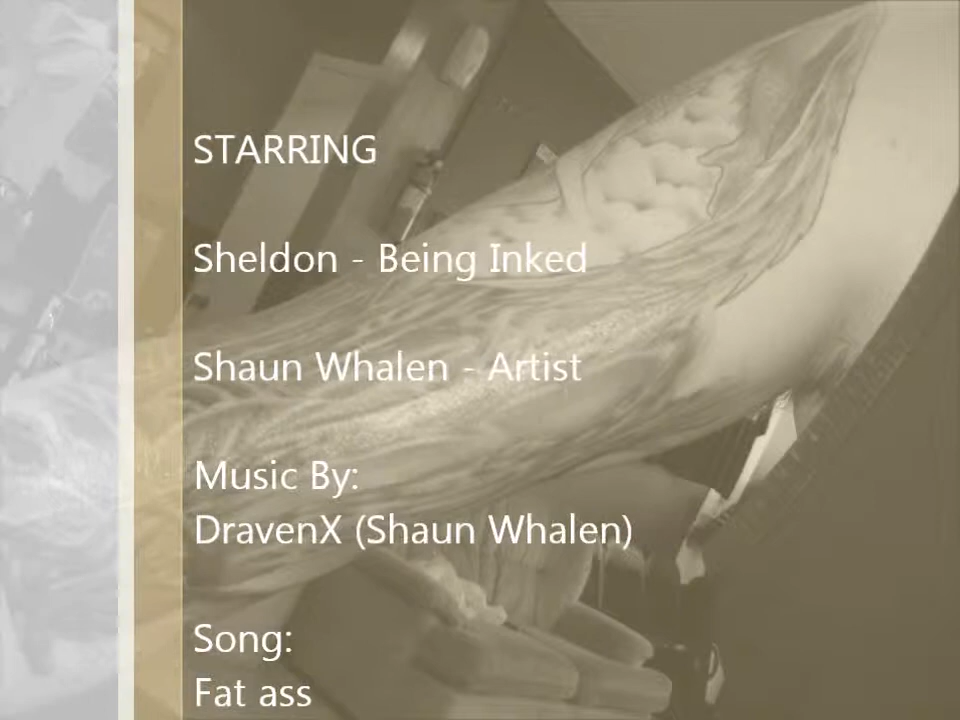 STARRING
Sheldon - Being Inked
Shaun Whalen - Artist
Music By:
DravenX (Shaun Whalen)
Song:
Fat ass